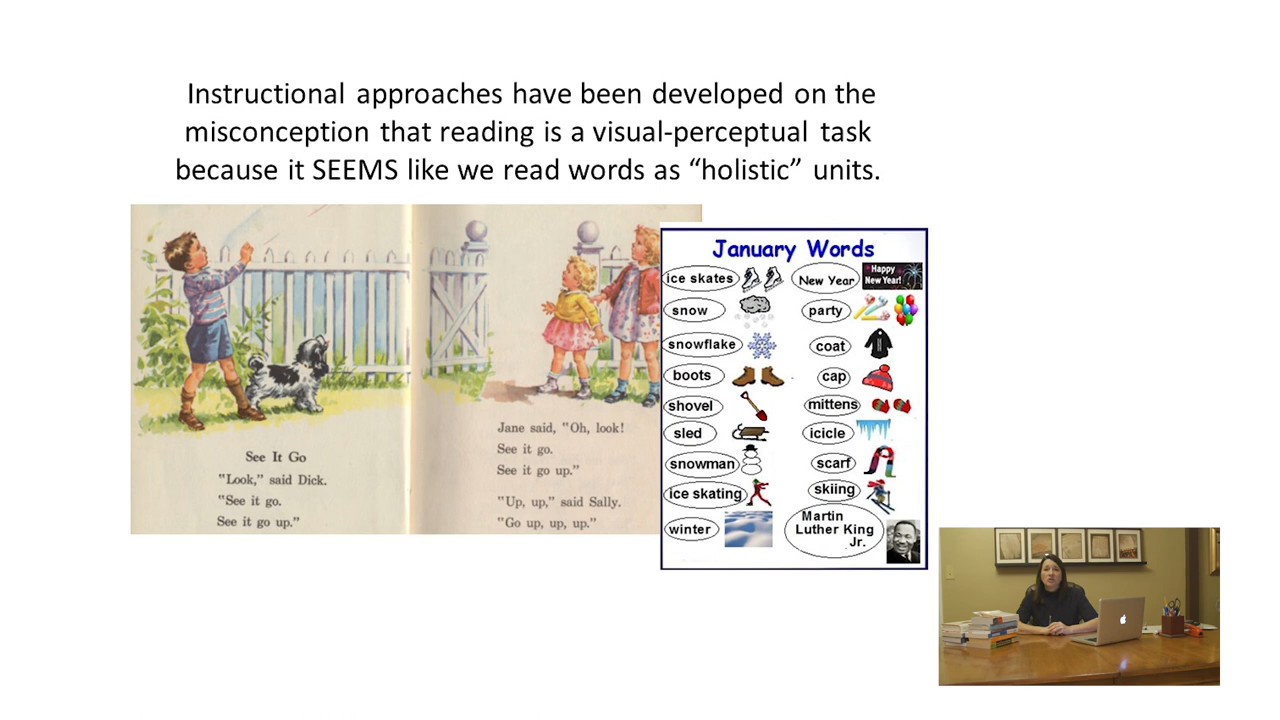 Instructional approaches have been developed on the
misconception that reading is a visual-perceptual task
because it SEEMS like we read words as “holistic” units.
See It Go
“Look,” said Dick.
“See it go.
See it go up.”
Jane said, “Oh, look!
See it go.
See it go up.”
“Up, up,” said Sally.
“Go up, up, up.”
January Words
ice skates
snow
snowflake
boots
shovel
sled
snowman
ice skating
winter
New Year
Happy
New Year!
party
coat
cap
mittens
icicle
scarf
skiing
Martin
Luther King
Jr.